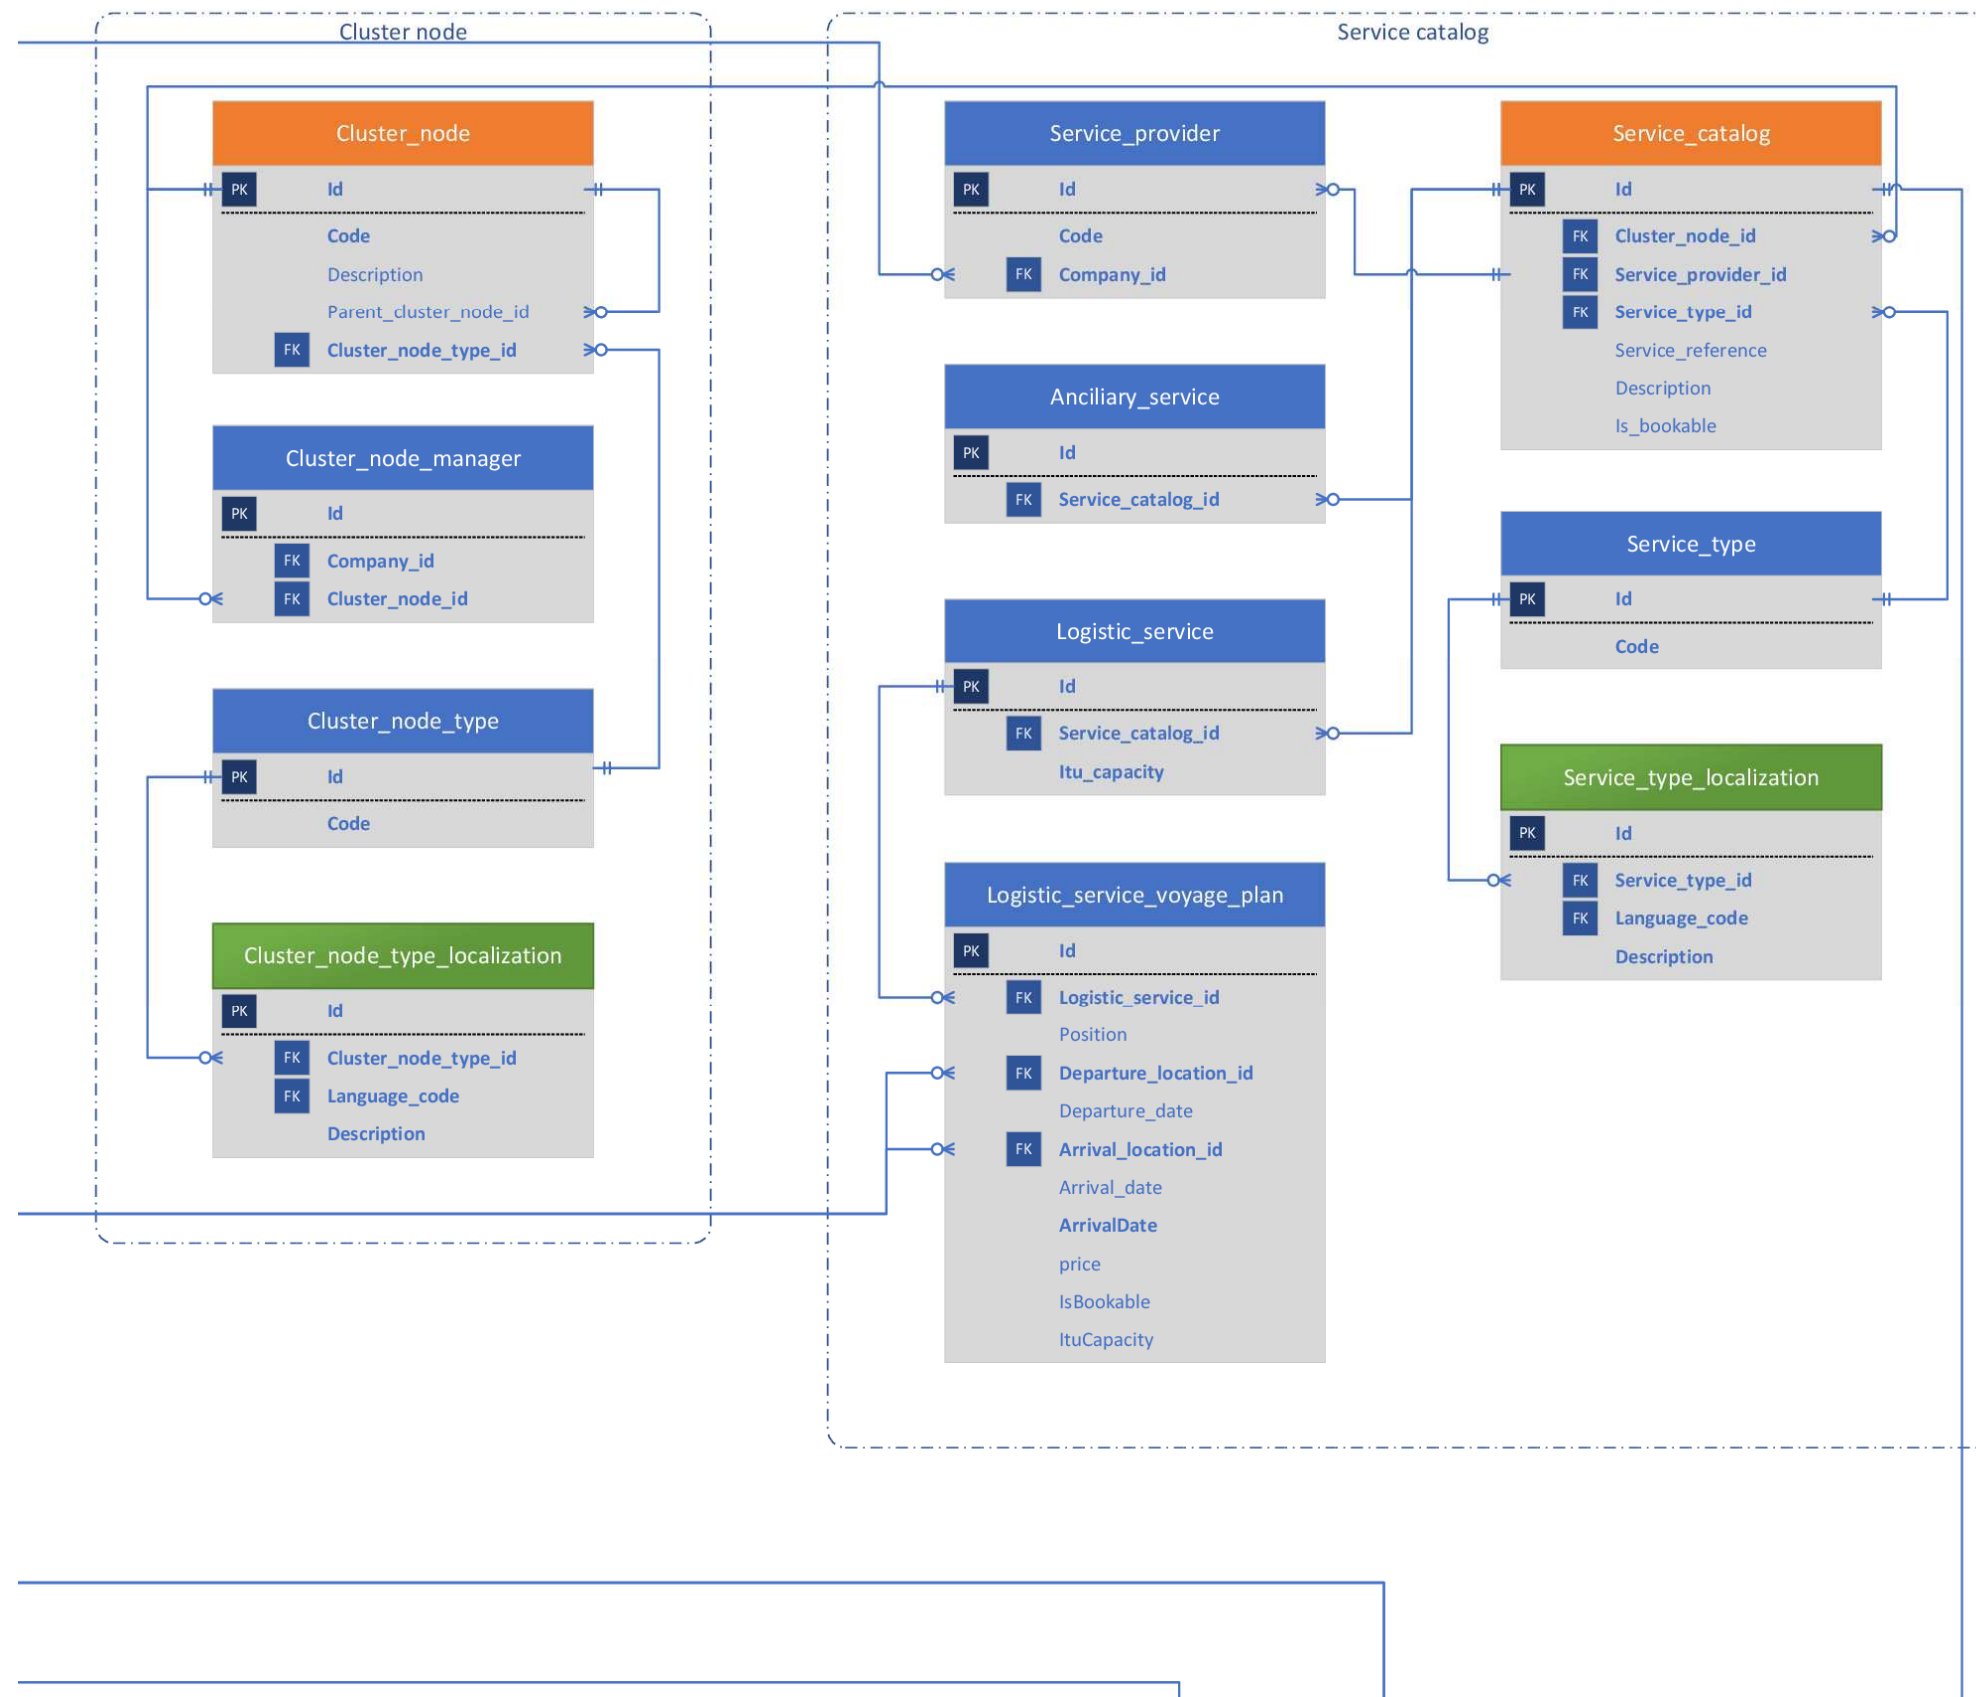 Cluster node
Cluster_node
PK Id
Code
Description
Parent_cluster_node_id
FK Cluster_node_type_id
Cluster_node_manager
PK Id
FK Company_id
FK Cluster_node_id
Cluster_node_type
PK Id
Code
Cluster_node_type_localization
PK Id
FK Cluster_node_type_id
FK Language_code
Description
Service catalog
Service_provider
PK Id
Code
FK Company_id
Anciliary_service
PK Id
FK Service_catalog_id
Logistic_service
PK Id
FK Service_catalog_id
Itu_capacity
Logistic_service_voyage_plan
PK Id
FK Logistic_service_id
Position
FK Departure_location_id
Departure_date
FK Arrival_location_id
Arrival_date
ArrivalDate
price
IsBookable
ItuCapacity
Service_catalog
PK Id
FK Cluster_node_id
FK Service_provider_id
FK Service_type_id
Service_reference
Description
Is_bookable
Service_type
PK Id
Code
Service_type_localization
PK Id
FK Service_type_id
FK Language_code
Description